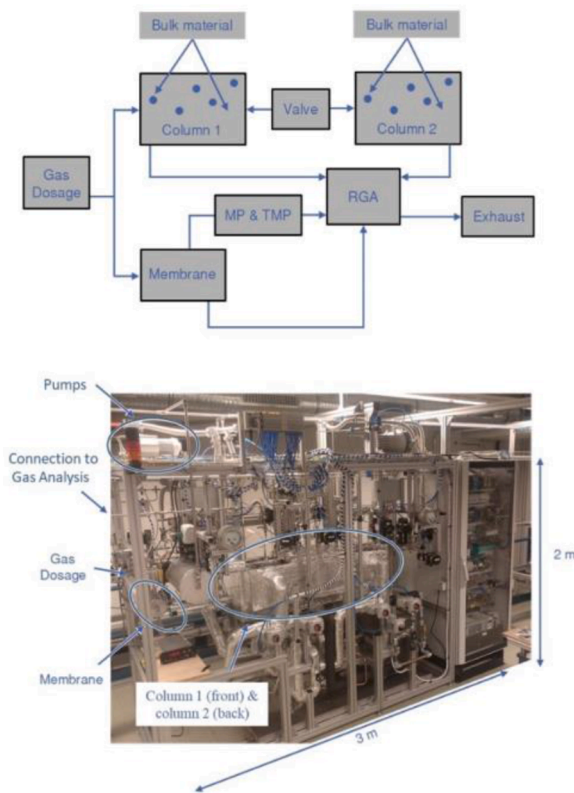 Bulk material
Bulk material
Column 1
Valve
Column 2
Gas
Dosage
MP & TMP
RGA
Exhaust
Membrane
Pumps
Connection to
Gas Analysis
Gas
Dosage
Membrane
Column 1 (front) &
column 2 (back)
2 m
3 m